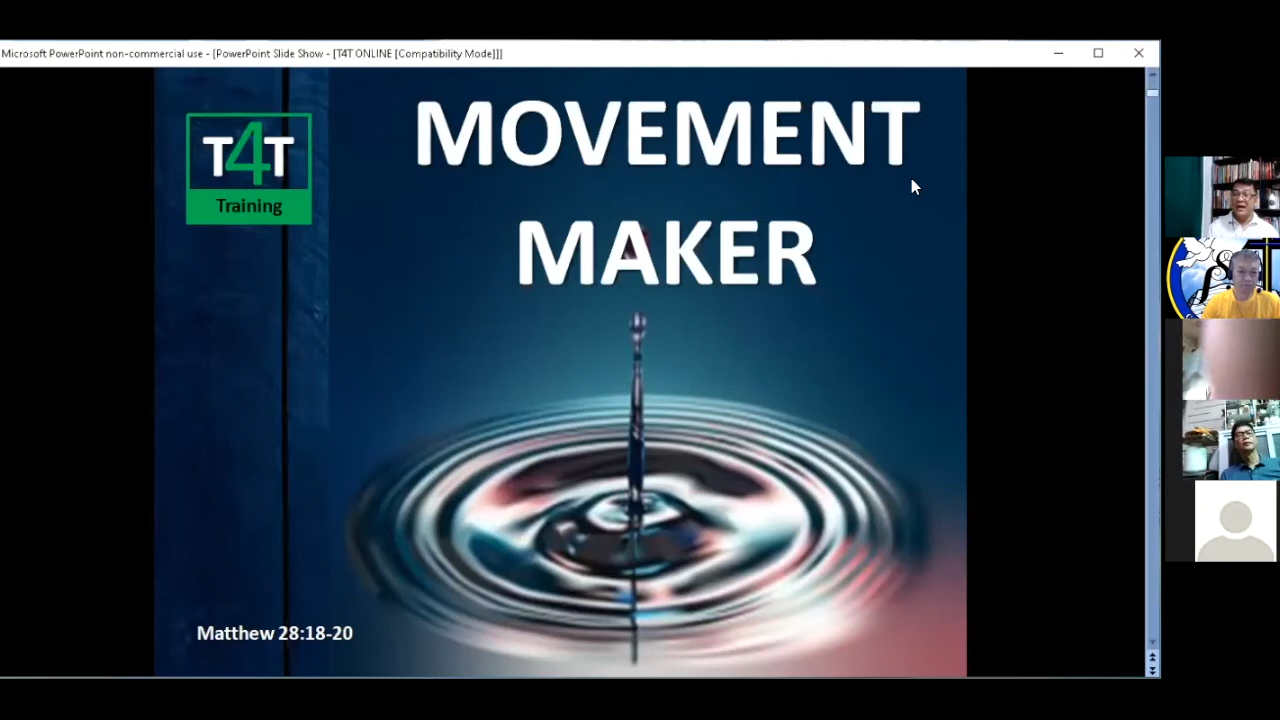 Microsoft PowerPoint non-commercial use - [PowerPoint Slide Show - [T4T ONLINE [Compatibility Mode]]]
MOVEMENT
MAKER
T4T
Training
Matthew 28:18-20